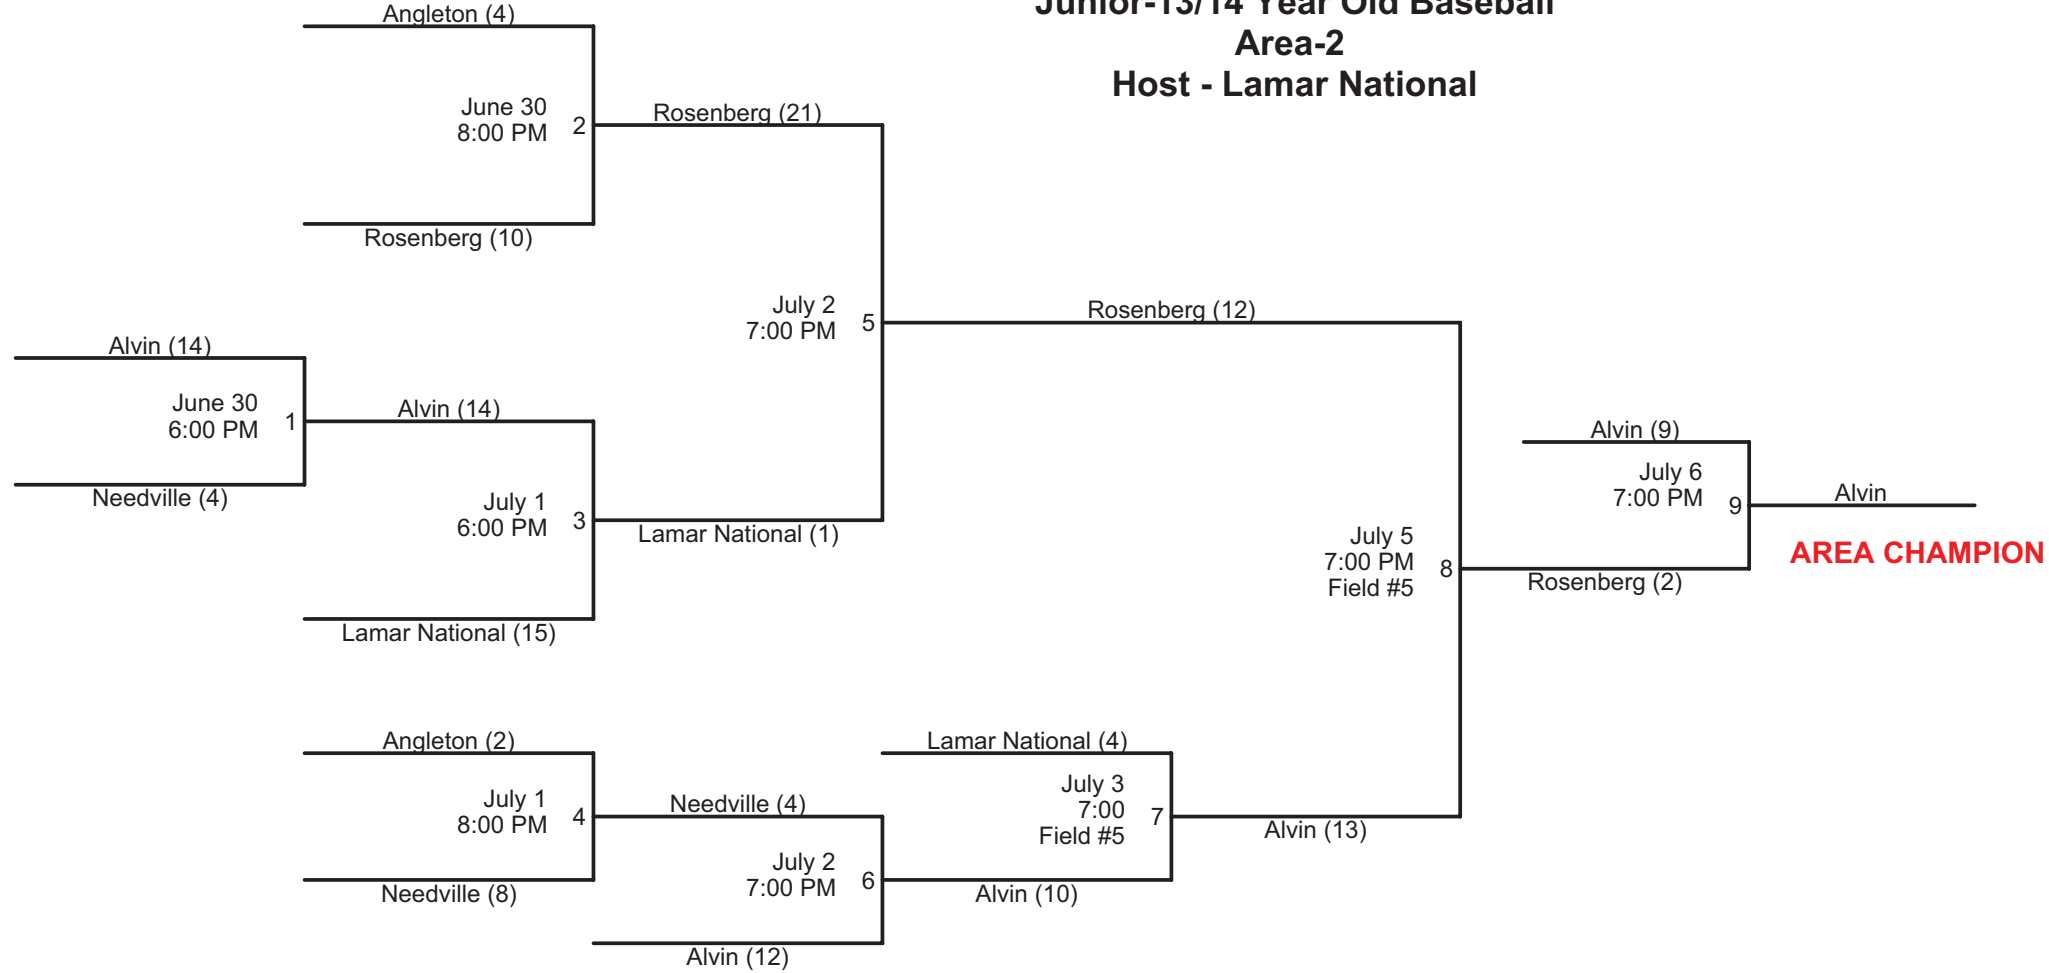 Junior-13/14 Year Old Baseball
Area-2
Host - Lamar National
Angleton (4)
June 30
8:00 PM
2
Rosenberg (21)
Rosenberg (10)
July 2
7:00 PM
5
Rosenberg (12)
Alvin (14)
June 30
6:00 PM
1
Alvin (14)
Needville (4)
July 1
6:00 PM
3
Lamar National (1)
Lamar National (15)
Alvin (9)
July 6
7:00 PM
9
Alvin
AREA CHAMPION
July 5
7:00 PM
Field #5
8
Rosenberg (2)
Angleton (2)
July 1
8:00 PM
4
Needville (4)
Needville (8)
July 2
7:00 PM
6
Alvin (12)
Lamar National (4)
July 3
7:00
Field #5
7
Alvin (13)
Alvin (10)